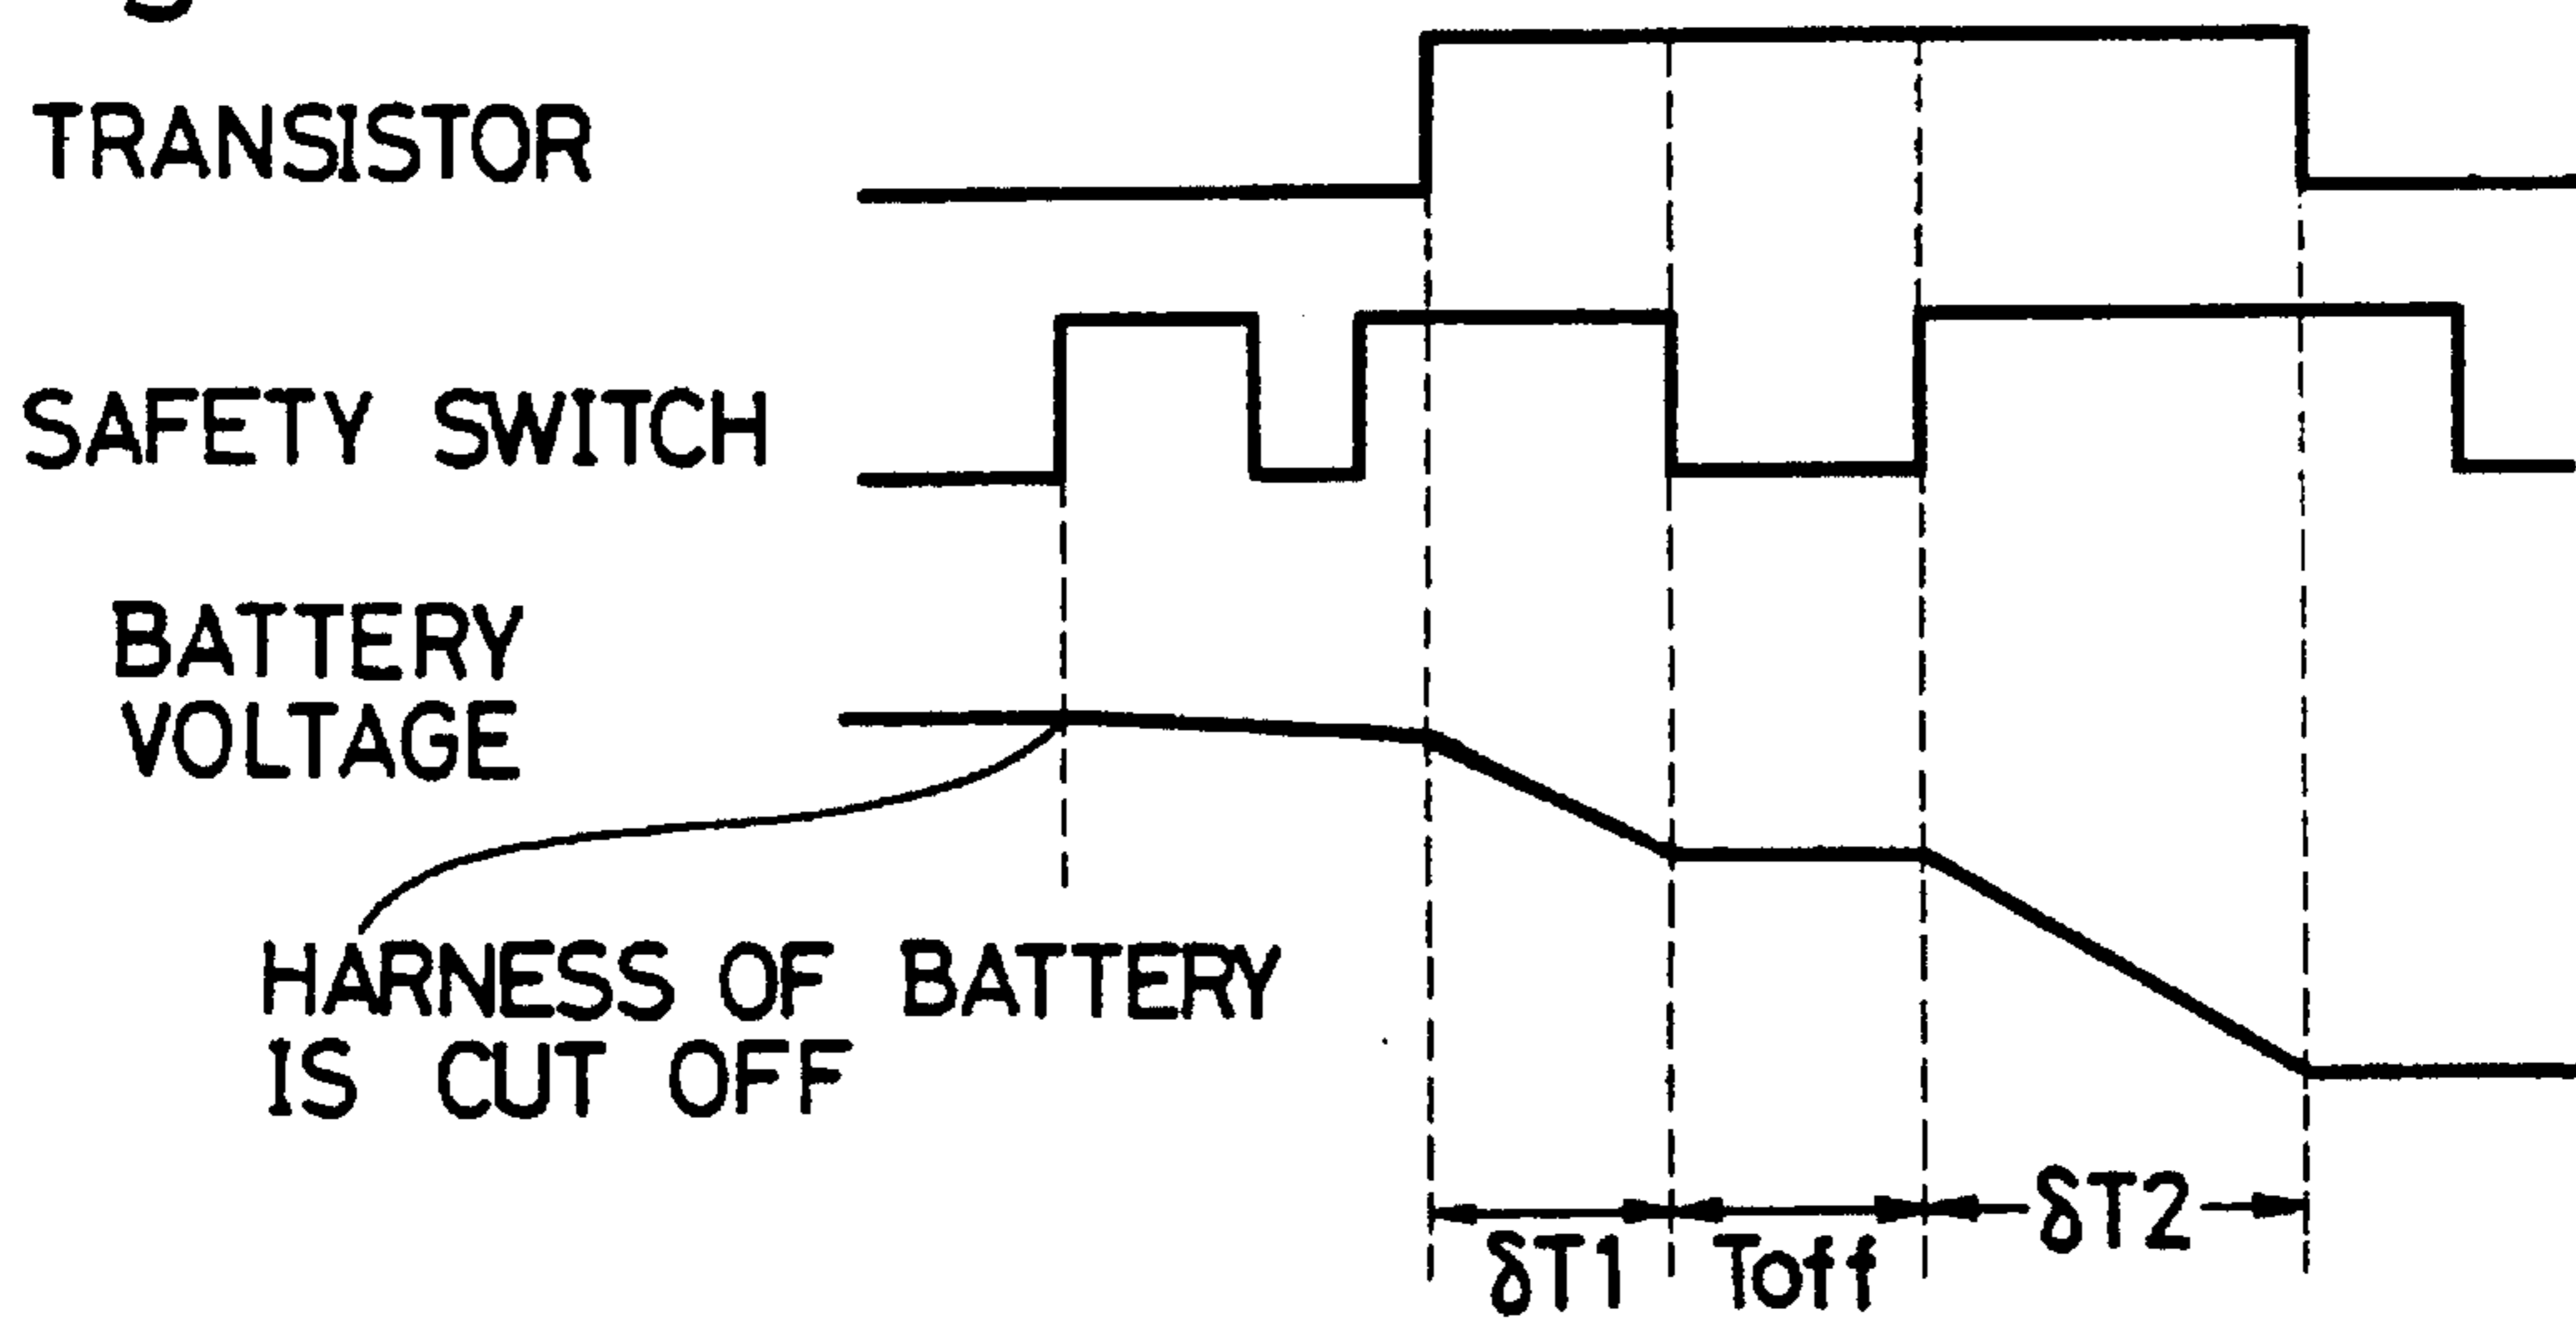 TRANSISTOR
SAFETY SWITCH
BATTERY
VOLTAGE
HARNESS OF BATTERY
IS CUT OFF
δT1 Toff δT2